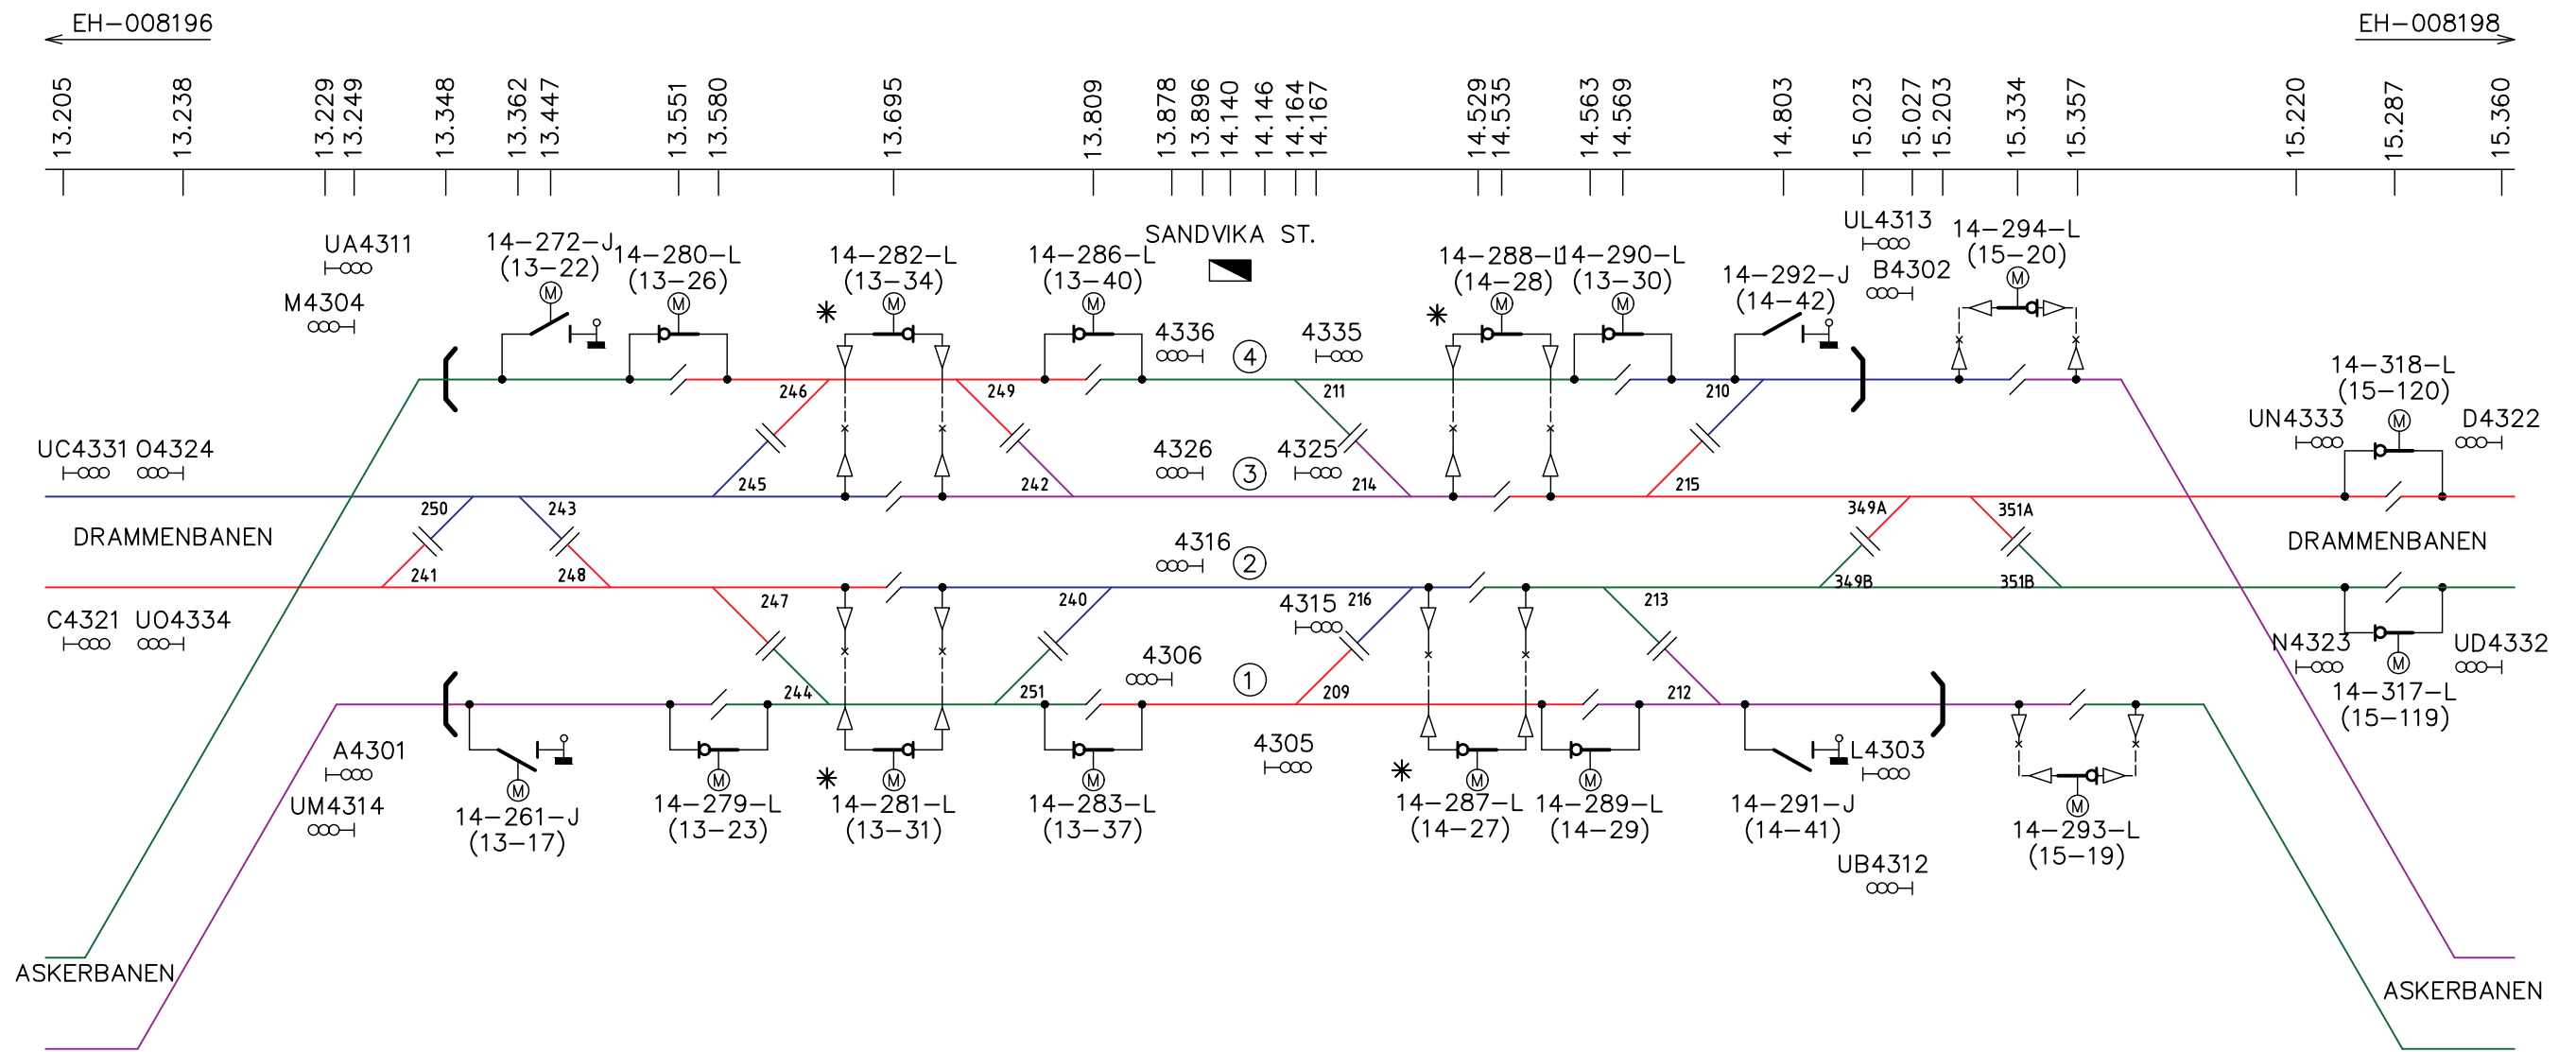 EH-008196
EH-008198
13.205
13.238
13.229
13.249
13.348
13.362
13.447
13.551
13.580
13.695
13.809
13.878
13.896
14.140
14.146
14.164
14.167
14.529
14.535
14.563
14.569
14.803
15.023
15.027
15.203
15.334
15.357
15.220
15.287
15.360
UA4311
M4304
14-272-J
(13-22)
M
14-280-L
(13-26)
M
14-282-L
(13-34)
M
*
14-286-L
(13-40)
M
SANDVIKA ST.
14-288-L
(14-28)
M
*
14-290-L
(13-30)
M
14-292-J
(14-42)
UL4313
B4302
14-294-L
(15-20)
M
4336
4
4335
246
249
211
210
14-318-L
(15-120)
M
UN4333
D4322
UC4331
O4324
4326
3
4325
245
242
214
215
250
243
349A
351A
DRAMMENBANEN
DRAMMENBANEN
4316
2
241
248
349B
351B
C4321
UO4334
247
240
4315
216
213
N4323
UD4332
M
14-317-L
(15-119)
4306
1
244
251
209
212
A4301
UM4314
M
14-261-J
(13-17)
M
14-279-L
(13-23)
*
M
14-281-L
(13-31)
M
14-283-L
(13-37)
4305
*
M
14-287-L
(14-27)
M
14-289-L
(14-29)
14-291-J
(14-41)
L4303
M
14-293-L
(15-19)
UB4312
ASKERBANEN
ASKERBANEN